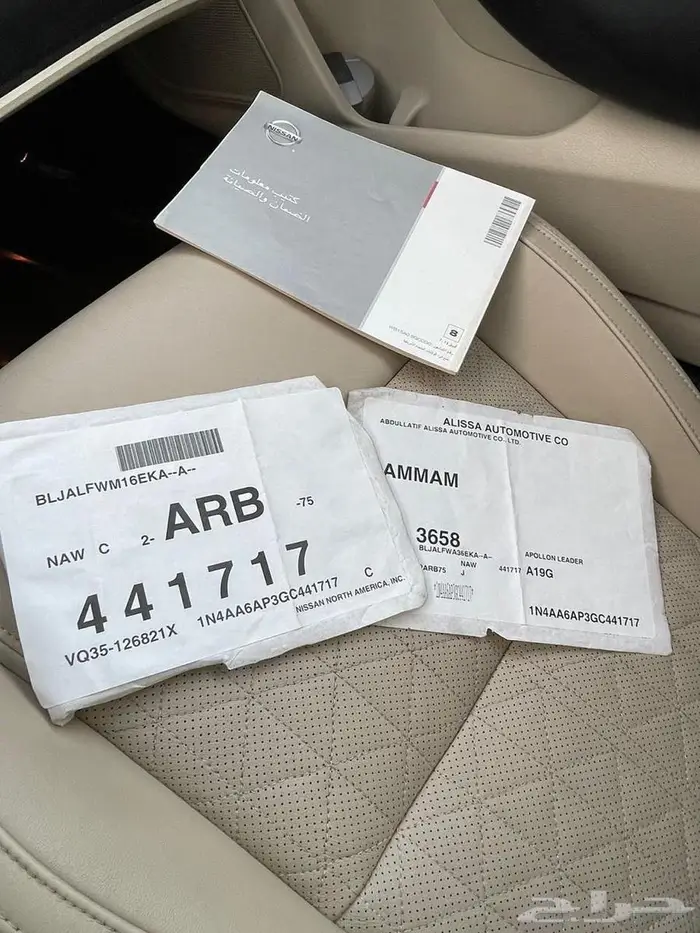 NISSAN
كتيب معلومات
الضمان والصيانة
8
BLJALFWM16EKA--A--
NAW C 2- ARB -75
441717
VQ35-126821X 1N4AA6AP3GC441717 C
NISSAN NORTH AMERICA, INC.
ALISSA AUTOMOTIVE CO
ABDULLATIF ALISSA AUTOMOTIVE CO. LTD.
AMMAM
3658
BLJALFWA36EKA--A-- APOLLON LEADER
ARB75 NAW J 441717 A19G
1N4AA6AP3GC441717
حراج